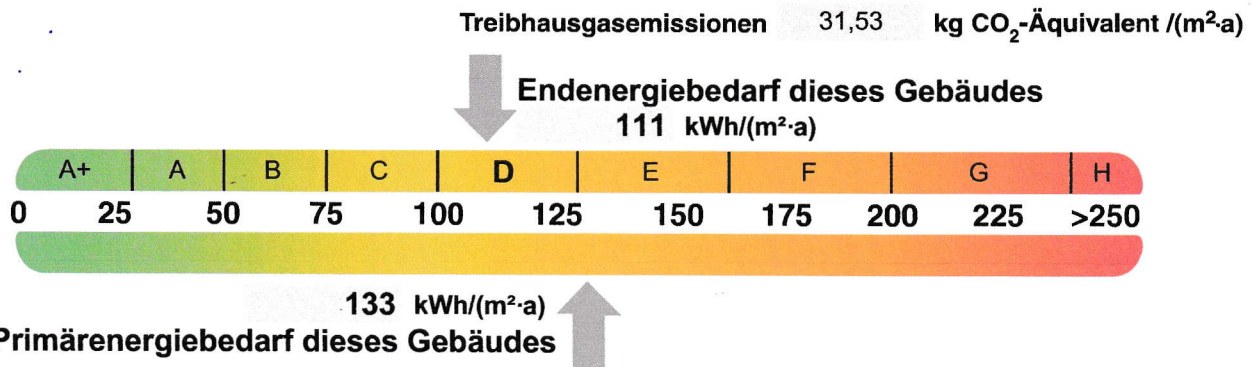 Treibhausgasemissionen 31,53 kg CO₂-Äquivalent /(m²·a)
Endenergiebedarf dieses Gebäudes
111 kWh/(m²·a)
A+ A B C D E F G H
0 25 50 75 100 125 150 175 200 225 >250
133 kWh/(m²·a)
Primärenergiebedarf dieses Gebäudes